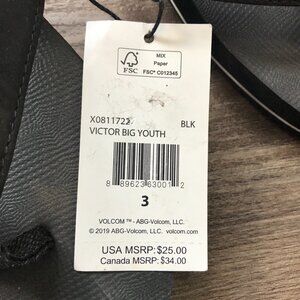 FSC
MIX
Paper
FSC® C012345
X0811722
BLK
VICTOR BIG YOUTH
8 89623 63001 2
3
VOLCOM™ - ABG-Volcom, LLC.
© 2019 ABG-Volcom, LLC. volcom.com
USA MSRP: $25.00
Canada MSRP: $34.00